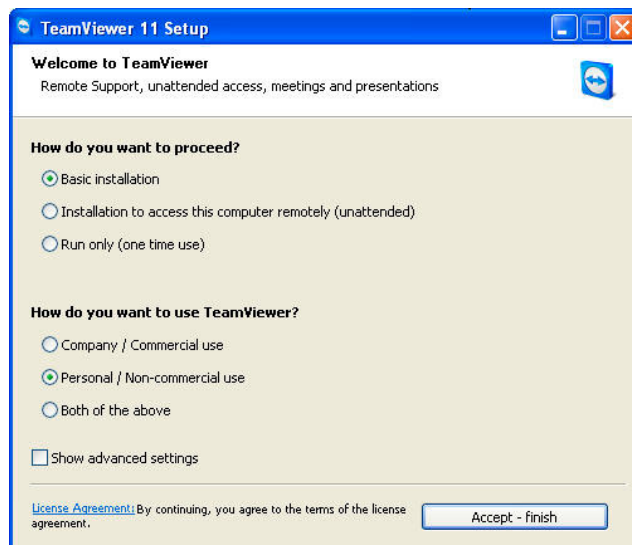 TeamViewer 11 Setup
Welcome to TeamViewer
Remote Support, unattended access, meetings and presentations
How do you want to proceed?
Basic installation
Installation to access this computer remotely (unattended)
Run only (one time use)
How do you want to use TeamViewer?
Company / Commercial use
Personal / Non-commercial use
Both of the above
Show advanced settings
License Agreement: By continuing, you agree to the terms of the license
agreement.
Accept - finish